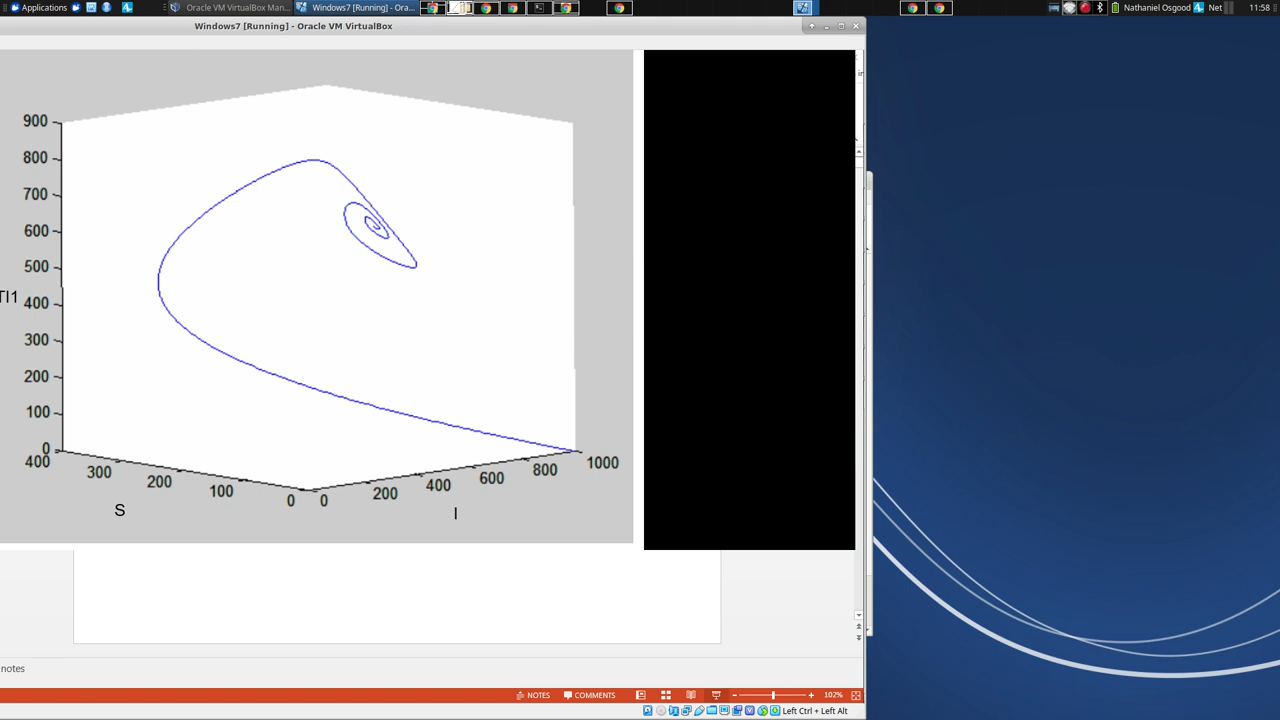 Applications
Oracle VM VirtualBox Man...
Windows7 [Running] - Ora...
Nathaniel Osgood
Net
11:58
Windows7 [Running] - Oracle VM VirtualBox
900
800
700
600
500
TI1
400
300
200
100
0
400
300
200
100
0
0
200
400
600
800
1000
S
I
notes
NOTES
COMMENTS
102%
Left Ctrl + Left Alt